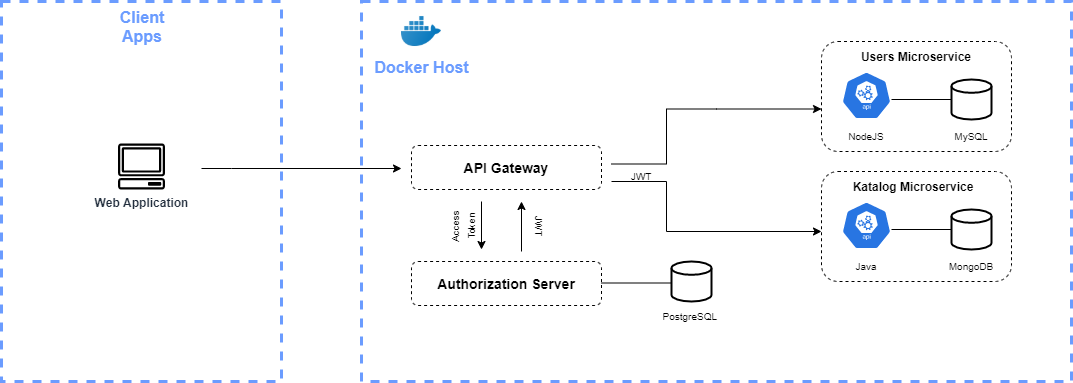 Client
Apps
Docker Host
Web Application
API Gateway
Access
Token
JWT
Authorization Server
PostgreSQL
JWT
Users Microservice
api
NodeJS
MySQL
Katalog Microservice
api
Java
MongoDB